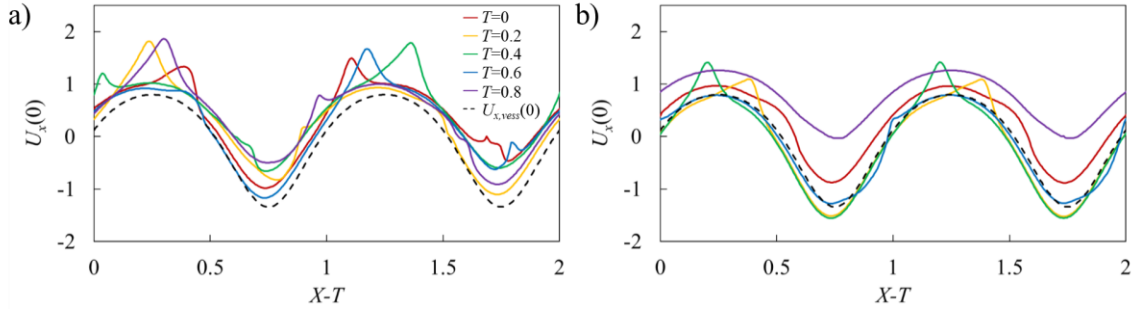 a)
2
1
0
-1
-2
Ux(0)
0 0.5 1 1.5 2
X-T
T=0
T=0.2
T=0.4
T=0.6
T=0.8
Ux,vess(0)
b)
2
1
0
-1
-2
Ux(0)
0 0.5 1 1.5 2
X-T